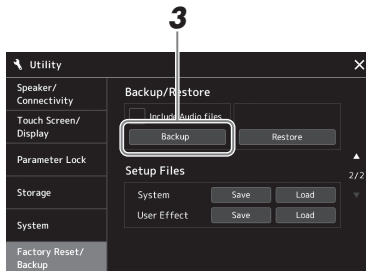 3
Utility
Speaker/
Connectivity
Touch Screen/
Display
Parameter Lock
Storage
System
Factory Reset/
Backup
Backup/Restore
Include Audio files
Backup Restore
Setup Files
System Save Load
User Effect Save Load
2/2